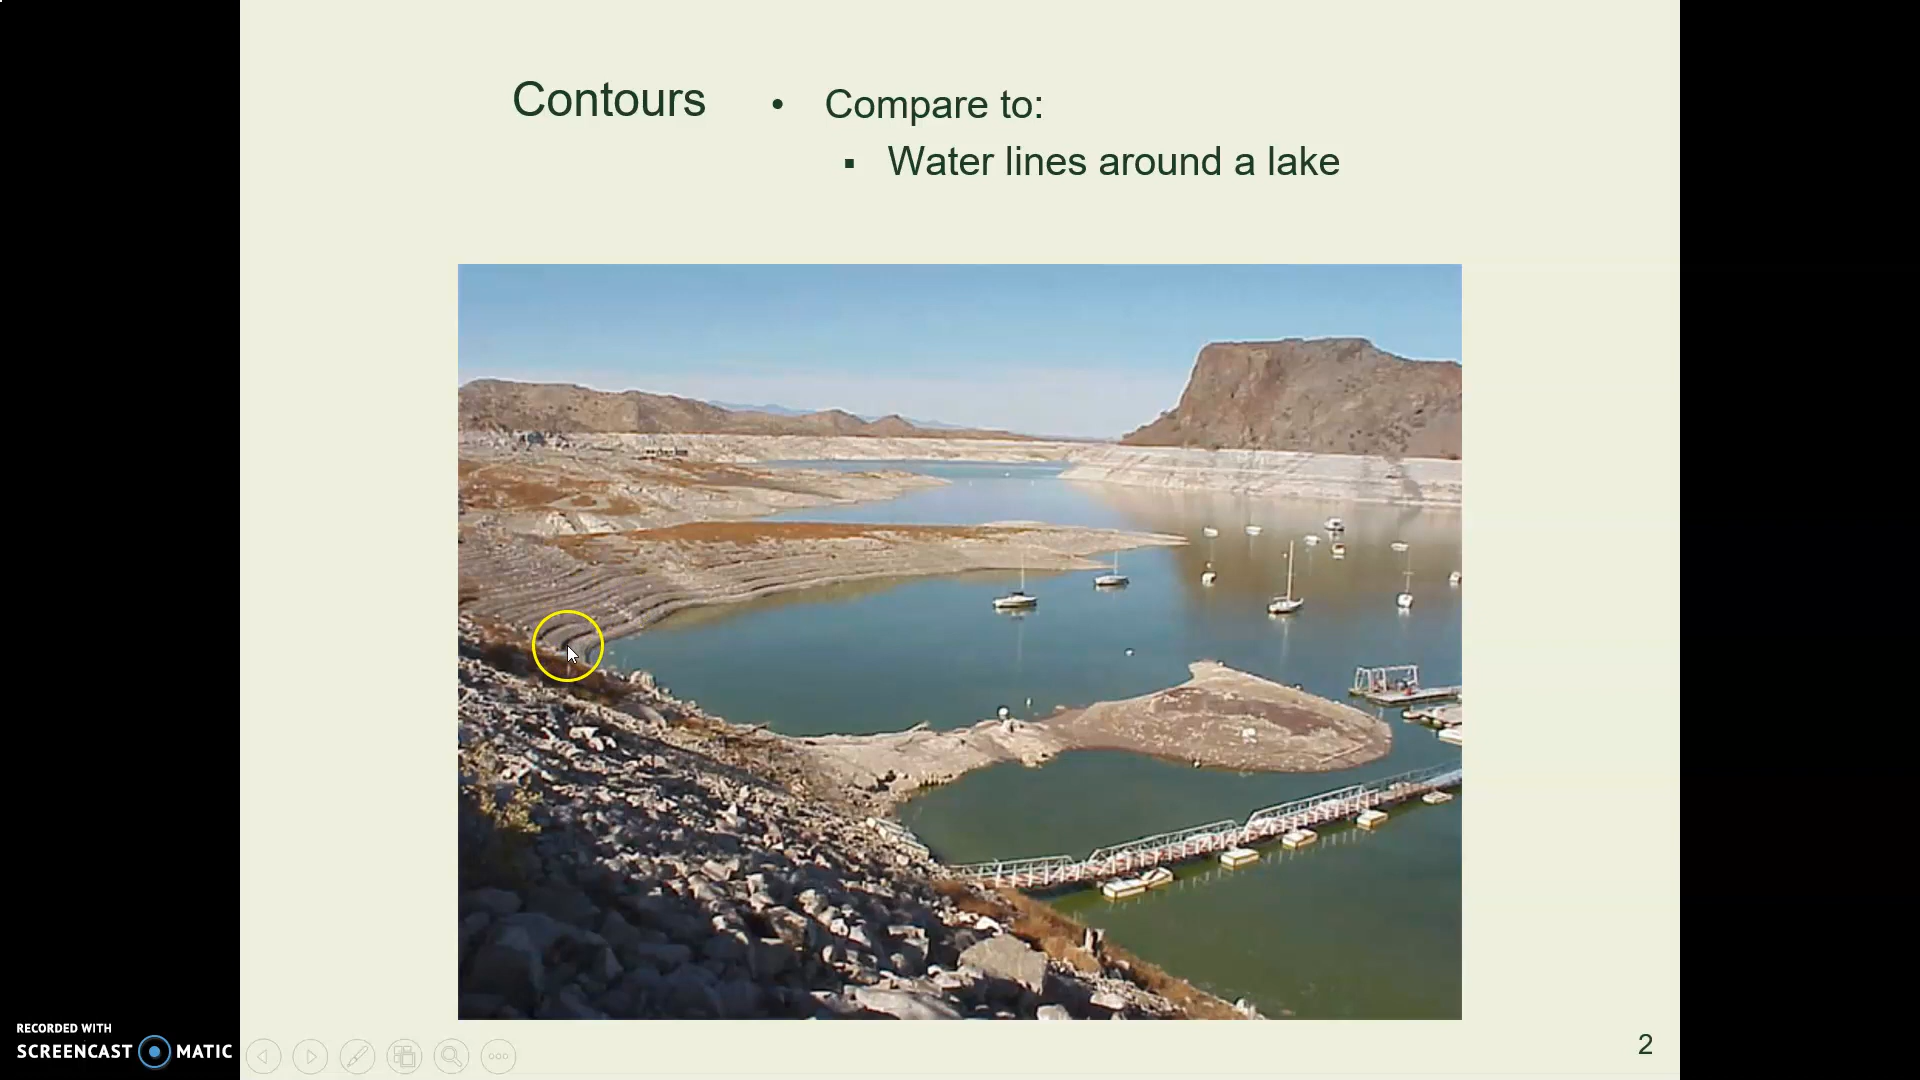 Contours
• Compare to:
▪ Water lines around a lake
RECORDED WITH
SCREENCAST MATIC
2